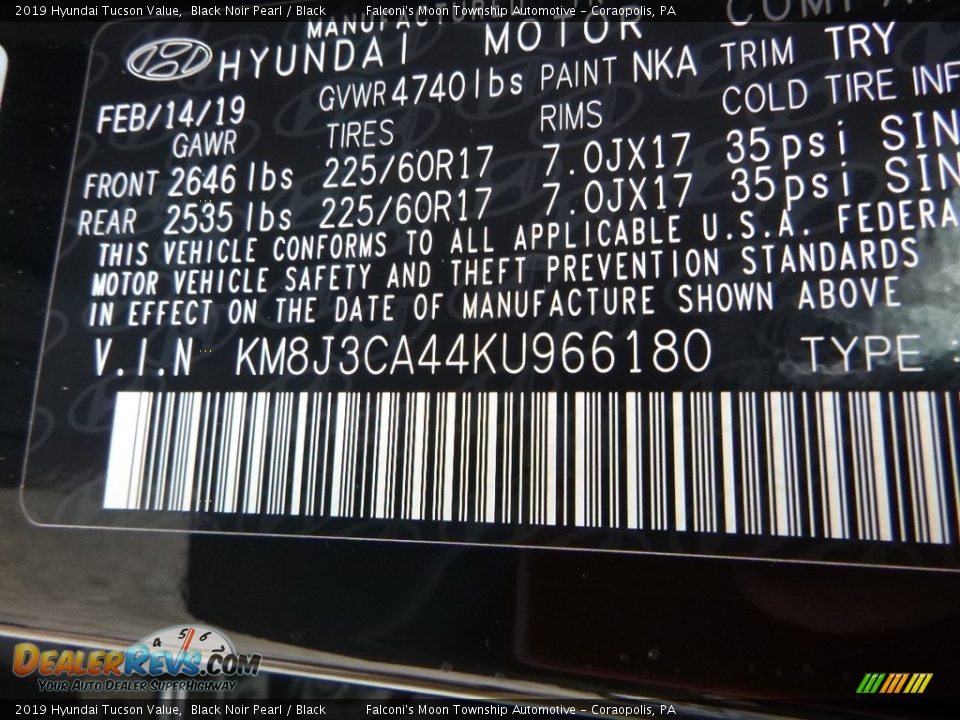 2019 Hyundai Tucson Value, Black Noir Pearl / Black Falconi's Moon Township Automotive - Coraopolis, PA
HYUNDAI MOTOR
FEB/14/19 GVWR 4740 lbs PAINT NKA TRIM TRY
GAWR TIRES RIMS COLD TIRE INF
FRONT 2646 lbs 225/60R17 7.0JX17 35psi SIN
REAR 2535 lbs 225/60R17 7.0JX17 35psi SIN
THIS VEHICLE CONFORMS TO ALL APPLICABLE U.S.A. FEDERA
MOTOR VEHICLE SAFETY AND THEFT PREVENTION STANDARDS
IN EFFECT ON THE DATE OF MANUFACTURE SHOWN ABOVE
V.I.N KM8J3CA44KU966180 TYPE
4 5 6
DEALERREVS.COM
YOUR AUTO DEALER SUPERHIGHWAY
2019 Hyundai Tucson Value, Black Noir Pearl / Black Falconi's Moon Township Automotive - Coraopolis, PA